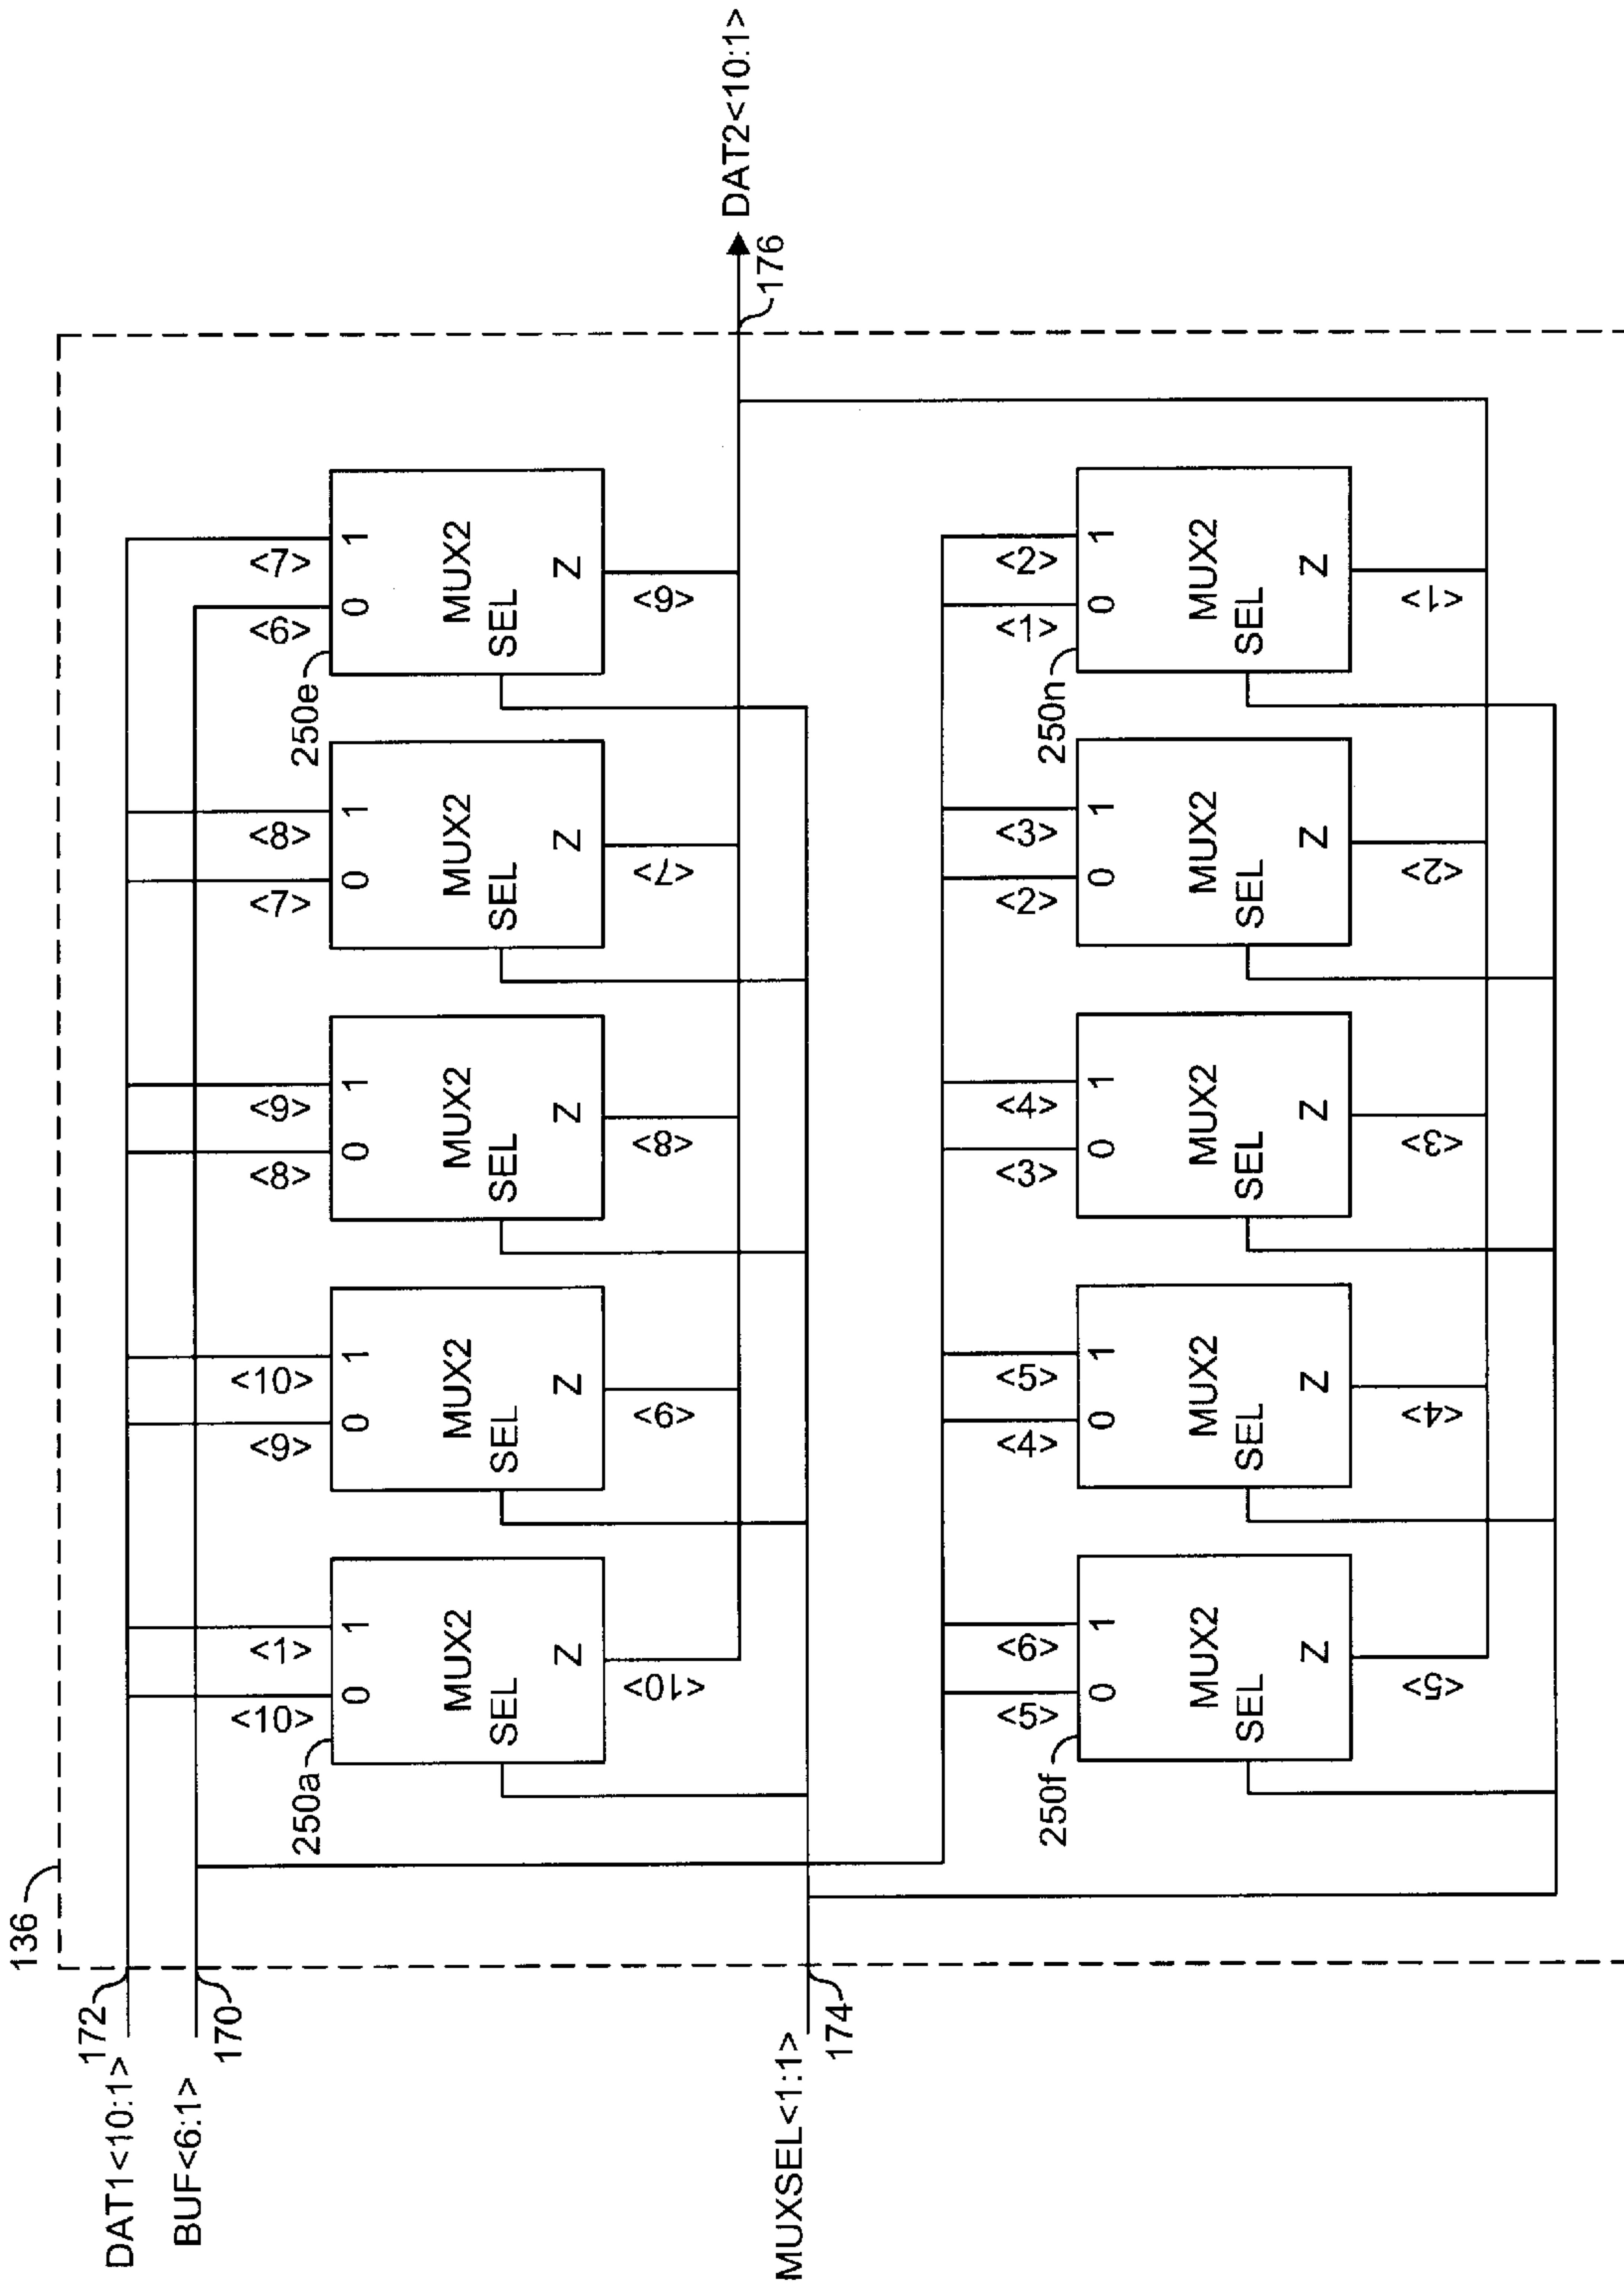 136
DAT1<10:1>
172
BUF<6:1>
170
MUXSEL<1:1>
174
250a
<10>
<1>
0
1
MUX2
SEL
Z
<10>
<9>
<10>
0
1
MUX2
SEL
Z
<9>
<8>
<9>
0
1
MUX2
SEL
Z
<8>
<7>
<8>
0
1
MUX2
SEL
Z
<7>
250e
<6>
<7>
0
1
MUX2
SEL
Z
<6>
176
DAT2<10:1>
250f
<5>
<6>
0
1
MUX2
SEL
Z
<5>
<4>
<5>
0
1
MUX2
SEL
Z
<4>
<3>
<4>
0
1
MUX2
SEL
Z
<3>
<2>
<3>
0
1
MUX2
SEL
Z
<2>
250n
<1>
<2>
0
1
MUX2
SEL
Z
<1>